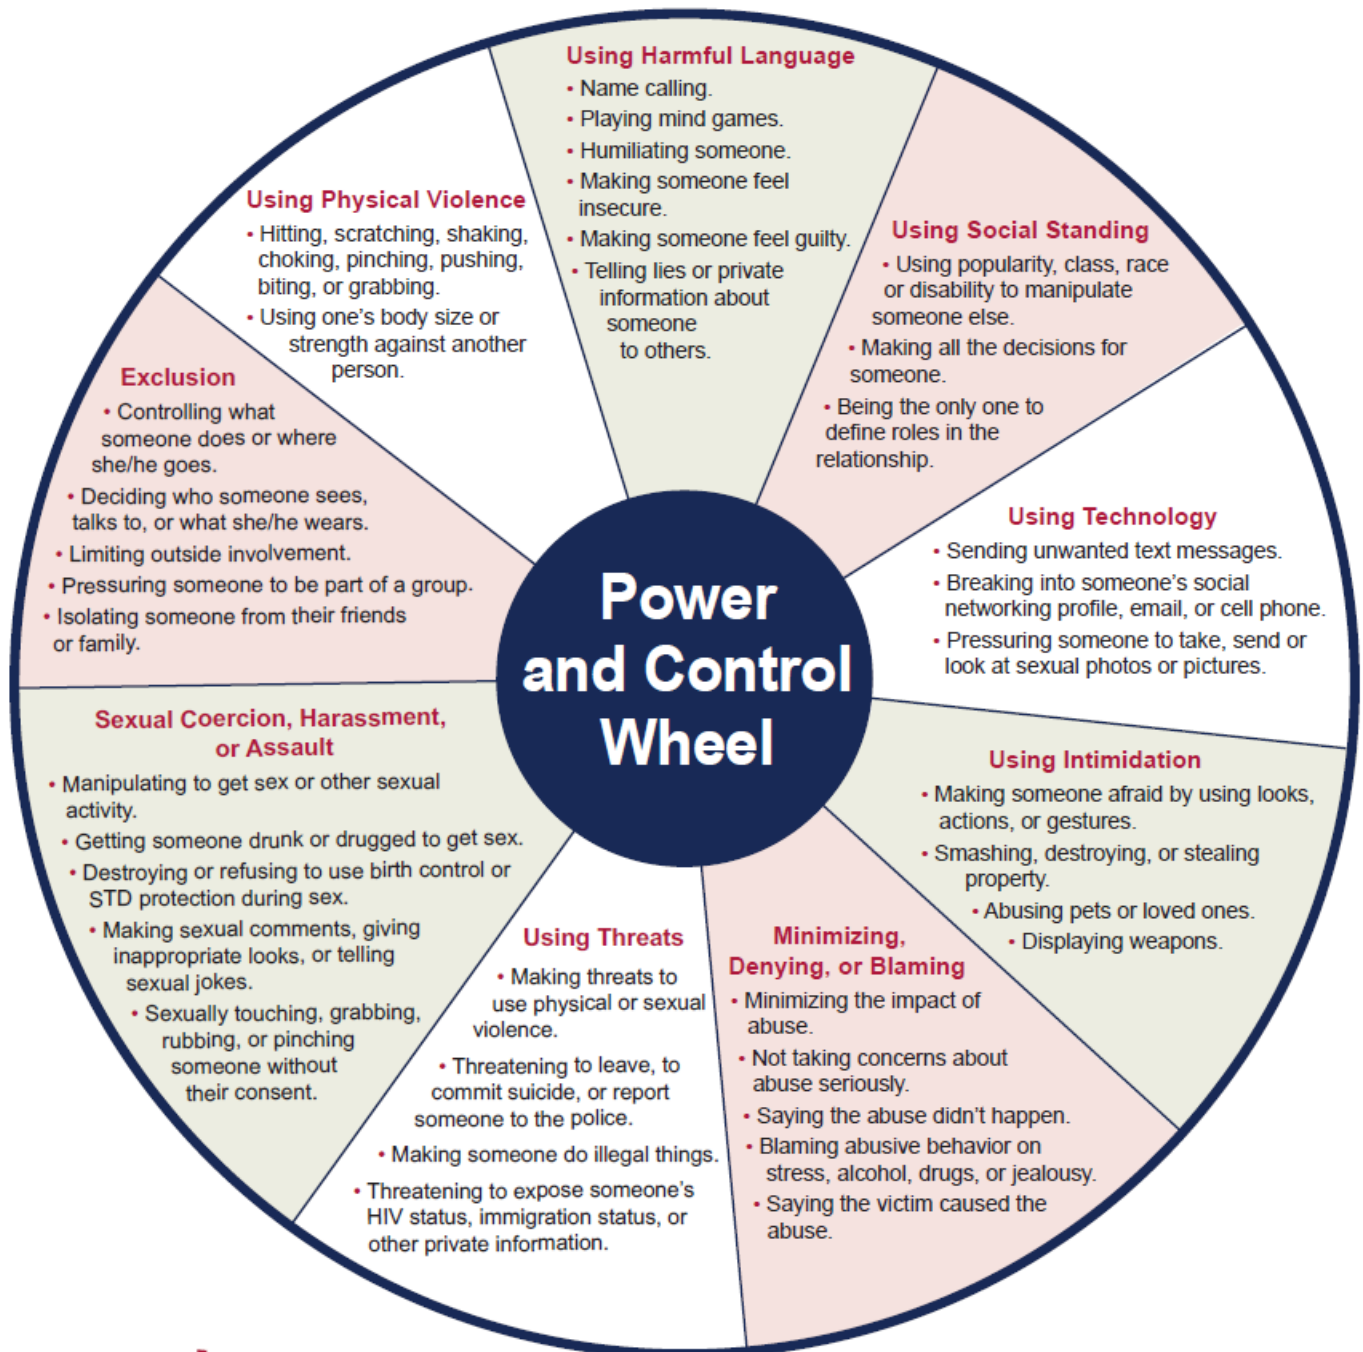 Using Harmful Language
• Name calling.
• Playing mind games.
• Humiliating someone.
• Making someone feel
insecure.
• Making someone feel guilty.
• Telling lies or private
information about
someone
to others.
Using Social Standing
• Using popularity, class, race
or disability to manipulate
someone else.
• Making all the decisions for
someone.
• Being the only one to
define roles in the
relationship.
Using Technology
• Sending unwanted text messages.
• Breaking into someone's social
networking profile, email, or cell phone.
• Pressuring someone to take, send or
look at sexual photos or pictures.
Using Intimidation
• Making someone afraid by using looks,
actions, or gestures.
• Smashing, destroying, or stealing
property.
• Abusing pets or loved ones.
• Displaying weapons.
Minimizing,
Denying, or Blaming
• Minimizing the impact of
abuse.
• Not taking concerns about
abuse seriously.
• Saying the abuse didn't happen.
• Blaming abusive behavior on
stress, alcohol, drugs, or jealousy.
• Saying the victim caused the
abuse.
Using Threats
• Making threats to
use physical or sexual
violence.
• Threatening to leave, to
commit suicide, or report
someone to the police.
• Making someone do illegal things.
• Threatening to expose someone's
HIV status, immigration status, or
other private information.
Sexual Coercion, Harassment,
or Assault
• Manipulating to get sex or other sexual
activity.
• Getting someone drunk or drugged to get sex.
• Destroying or refusing to use birth control or
STD protection during sex.
• Making sexual comments, giving
inappropriate looks, or telling
sexual jokes.
• Sexually touching, grabbing,
rubbing, or pinching
someone without
their consent.
Exclusion
• Controlling what
someone does or where
she/he goes.
• Deciding who someone sees,
talks to, or what she/he wears.
• Limiting outside involvement.
• Pressuring someone to be part of a group.
• Isolating someone from their friends
or family.
Using Physical Violence
• Hitting, scratching, shaking,
choking, pinching, pushing,
biting, or grabbing.
• Using one's body size or
strength against another
person.
Power
and Control
Wheel